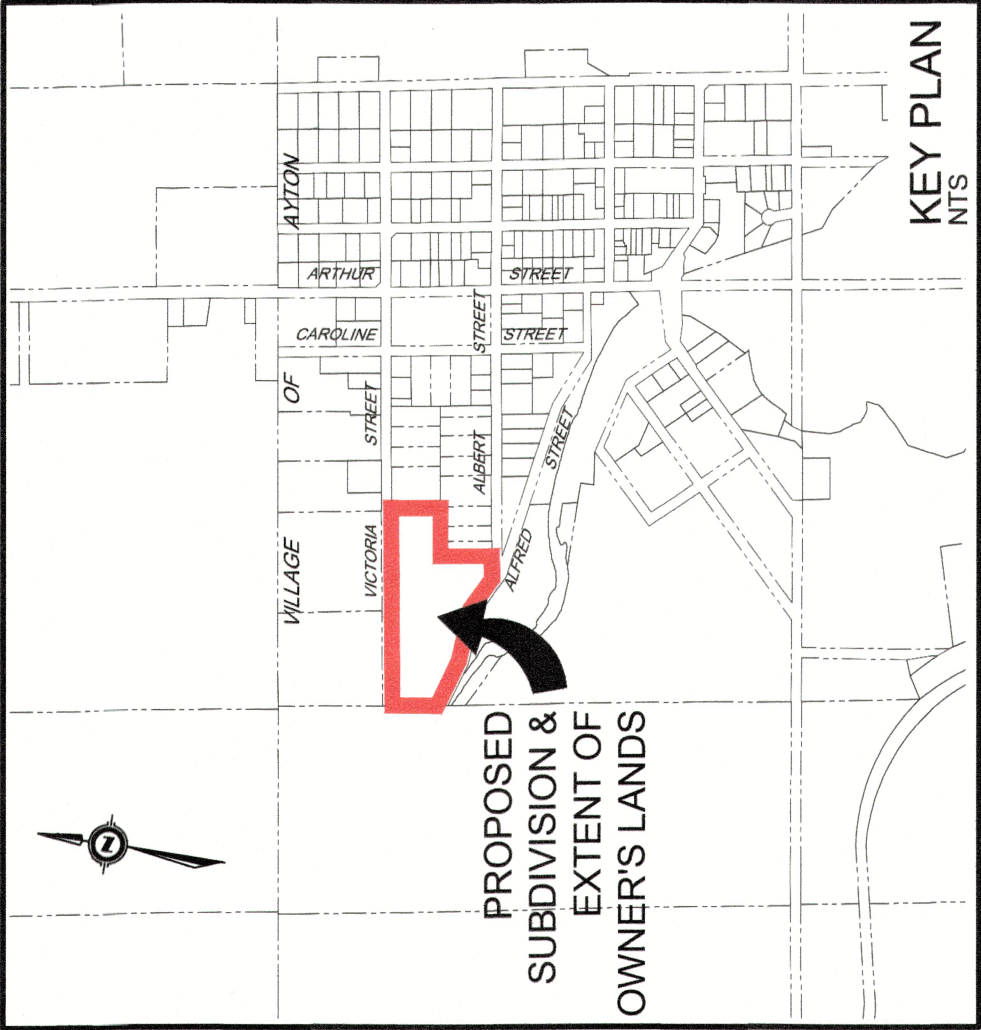 KEY PLAN
NTS
VILLAGE OF AYTON
VICTORIA STREET
ALBERT STREET
ALFRED STREET
CAROLINE STREET
ARTHUR STREET
PROPOSED
SUBDIVISION &
EXTENT OF
OWNER'S LANDS
N